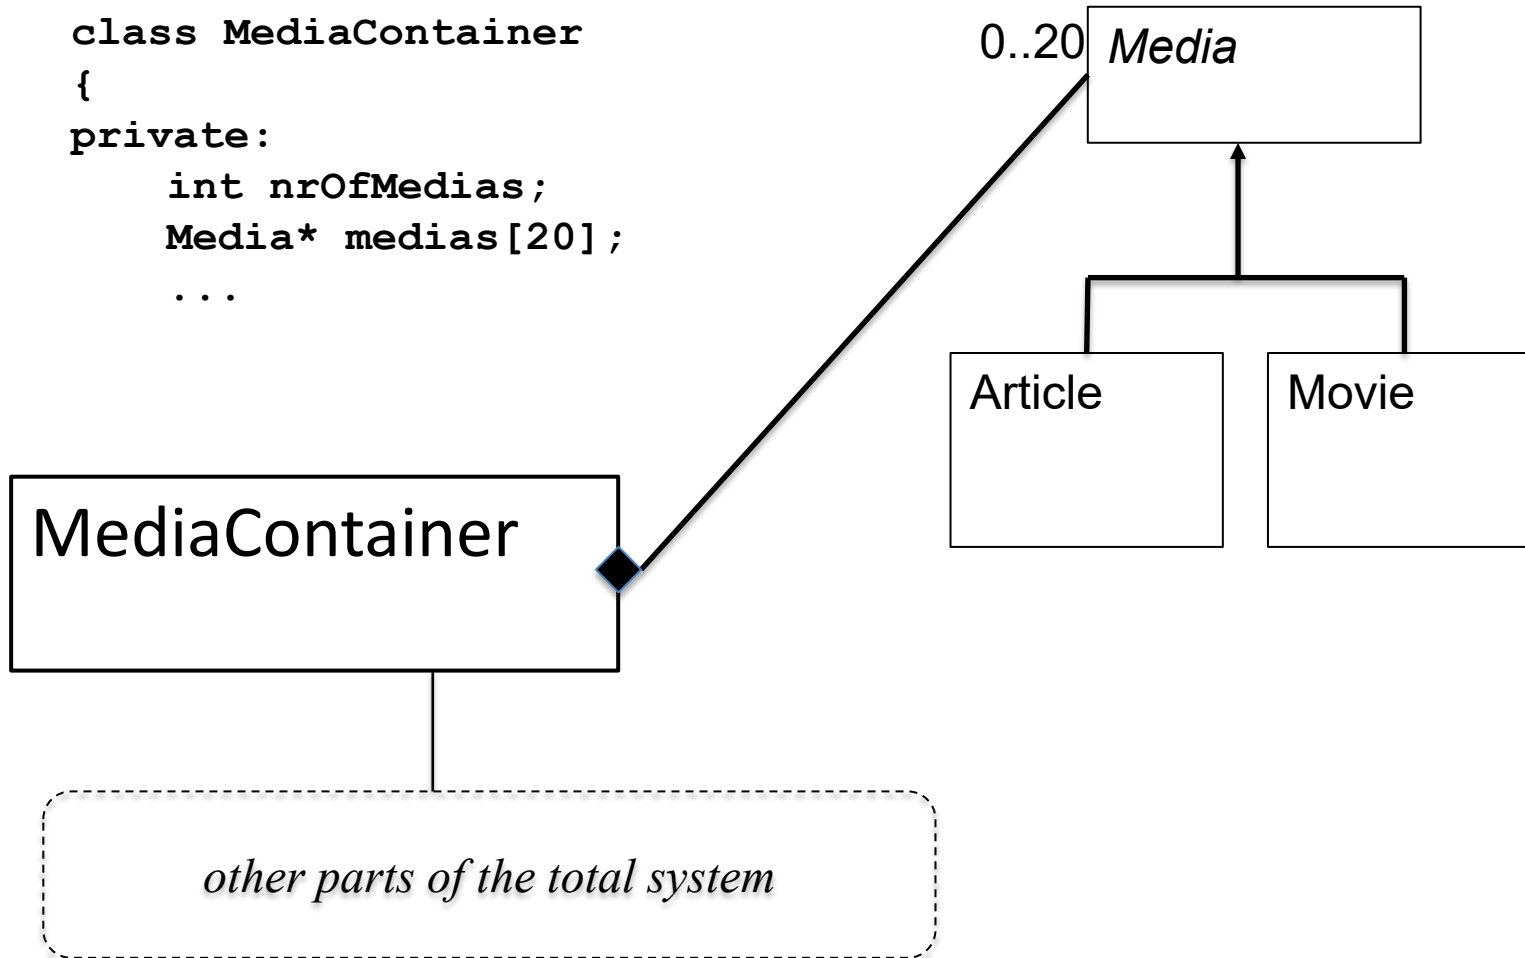 class MediaContainer
{
private:
int nrOfMedias;
Media* medias[20];
...
0..20
Media
Article
Movie
MediaContainer
other parts of the total system